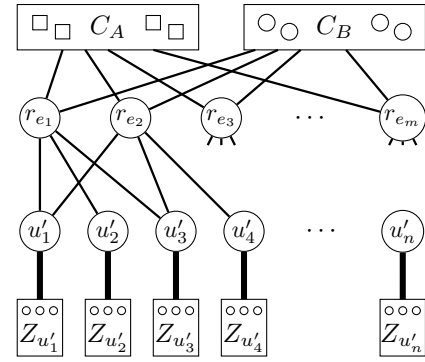 C_A C_B
r_{e_1} r_{e_2} r_{e_3} ... r_{e_m}
u'_1 u'_2 u'_3 u'_4 ... u'_n
Z_{u'_1} Z_{u'_2} Z_{u'_3} Z_{u'_4} Z_{u'_n}